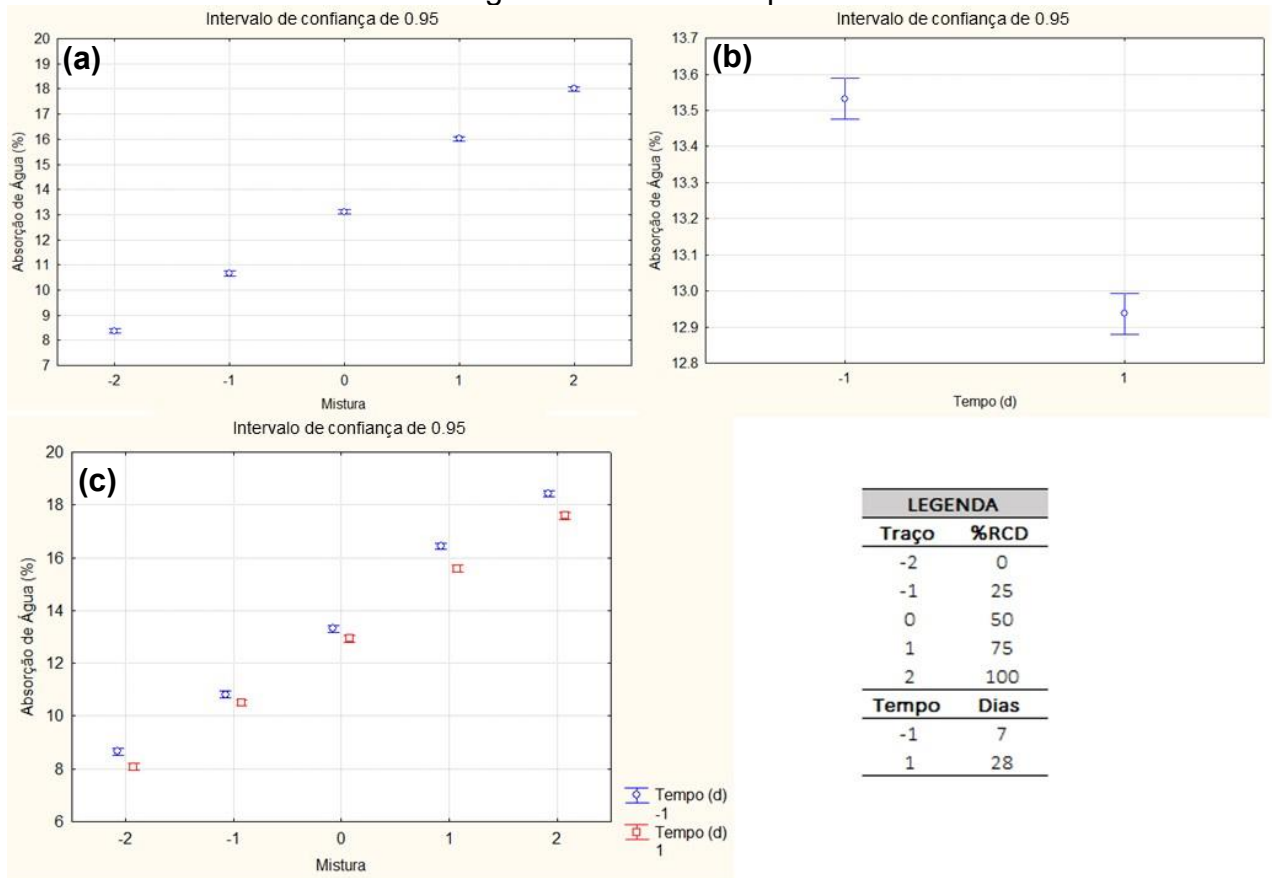 Intervalo de confiança de 0.95
(a)
20
19
18
17
16
15
14
13
12
11
10
9
8
7
Absorção de Água (%)
-2 -1 0 1 2
Mistura
Intervalo de confiança de 0.95
(b)
13.7
13.6
13.5
13.4
13.3
13.2
13.1
13.0
12.9
12.8
Absorção de Água (%)
-1 1
Tempo (d)
Intervalo de confiança de 0.95
(c)
20
18
16
14
12
10
8
6
Absorção de Água (%)
-2 -1 0 1 2
Mistura
Tempo (d)
-1
Tempo (d)
1
LEGENDA
Traço %RCD
-2 0
-1 25
0 50
1 75
2 100
Tempo Dias
-1 7
1 28